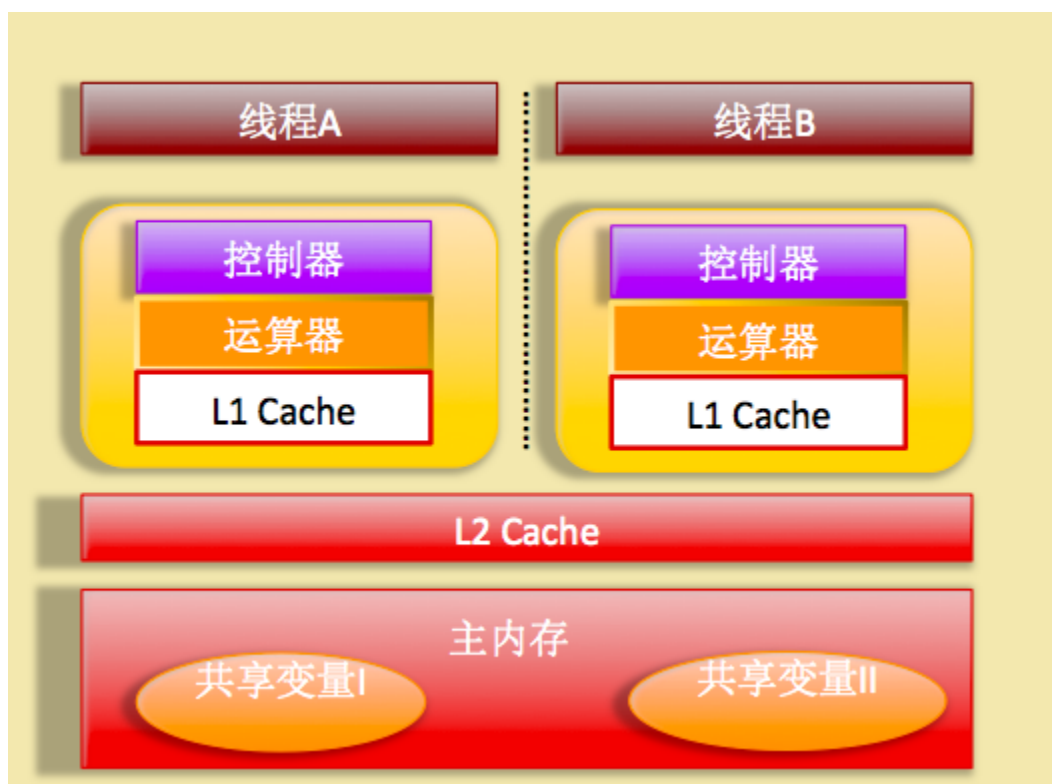 线程A
线程B
控制器
运算器
L1 Cache
控制器
运算器
L1 Cache
L2 Cache
主内存
共享变量I
共享变量II